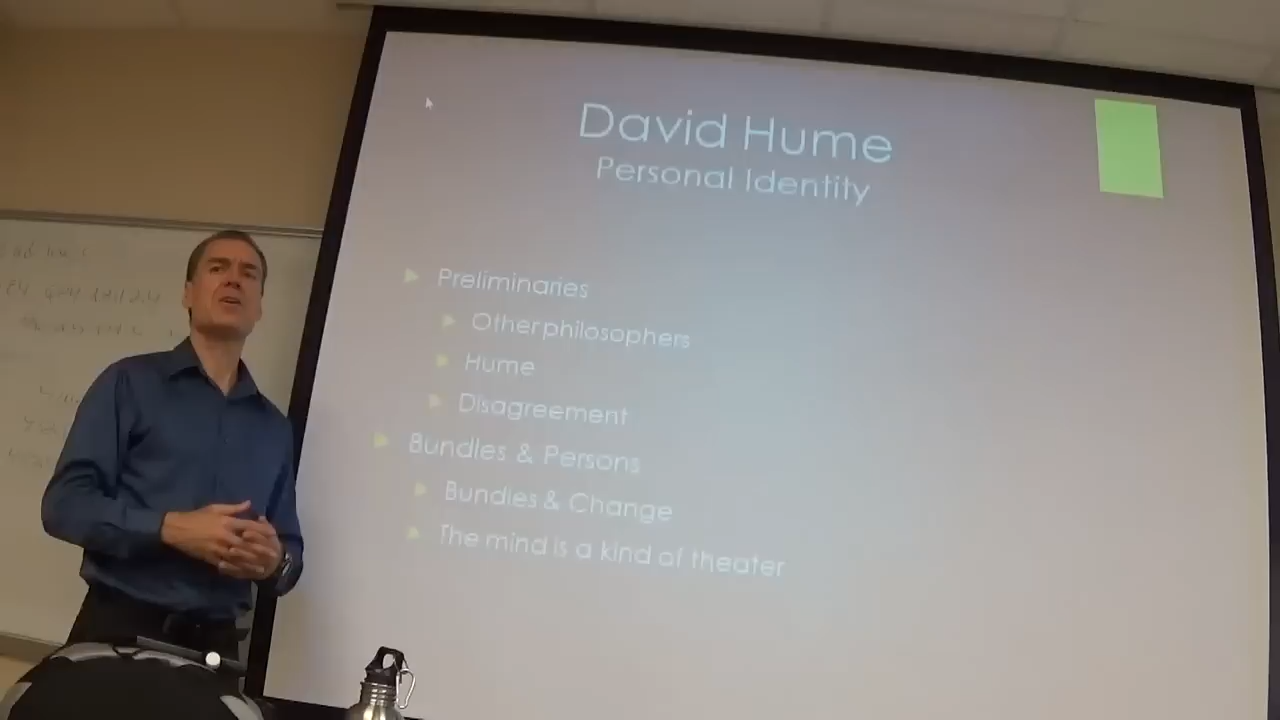 David Hume
Personal Identity
Preliminaries
Other philosophers
Hume
Disagreement
Bundles & Persons
Bundles & Change
The mind is a kind of theater